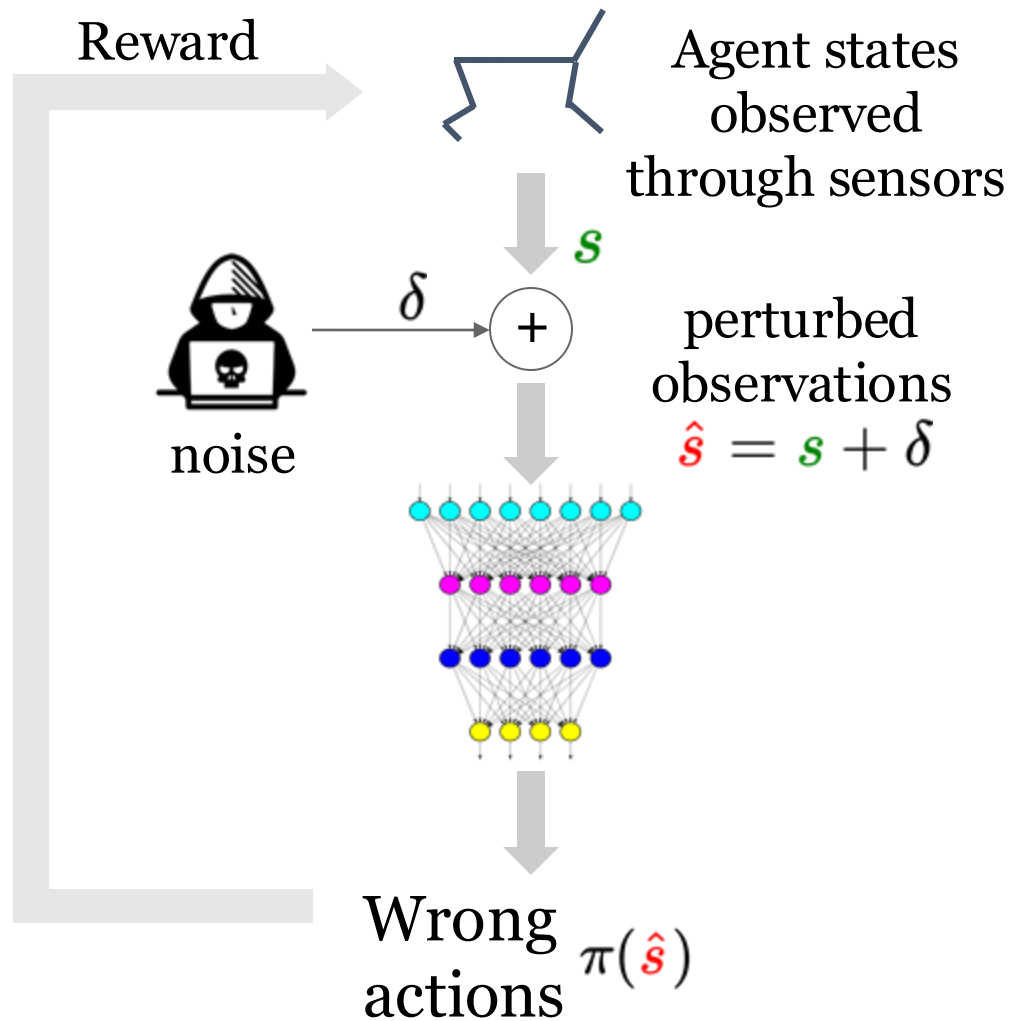 Reward
Agent states
observed
through sensors
s
δ
+
perturbed
observations
ŝ = s + δ
noise
Wrong
actions
π(ŝ)